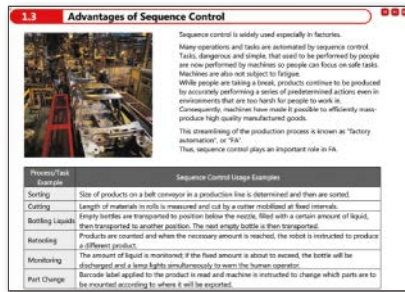 1.3 Advantages of Sequence Control
Sequence control is widely used especially in factories.
Many operations and tasks are automated by sequence control.
Tasks, dangerous and simple, that used to be performed by people
are now performed by machines so people can focus on safe tasks.
Machines are also not subject to fatigue.
While people are taking a break, products continue to be produced
by accurately performing a series of predetermined actions even in
environments that are too harsh for people to work in.
Consequently, machines have made it possible to efficiently mass-
produce high quality manufactured goods.
This streamlining of the production process is known as "factory
automation", or "FA".
Thus, sequence control plays an important role in FA.
Process/Task
Example
Sequence Control Usage Examples
Sorting
Size of products on a belt conveyor in a production line is determined and then are sorted.
Cutting
Length of materials in rolls is measured and cut by a cutter mobilized at fixed intervals.
Bottling Liquids
Empty bottles are transported to position below the nozzle, filled with a certain amount of liquid,
then transported to another position. The next empty bottle is then transported.
Retooling
Products are counted and when the necessary amount is reached, the robot is instructed to produce
a different product.
Monitoring
The amount of liquid is monitored; if the fixed amount is about to exceed, the bottle will be
discharged and a lamp lights simultaneously to warn the human operator.
Part Change
Barcode label applied to the product is read and machine is instructed to change which parts are to
be mounted according to where it will be exported.